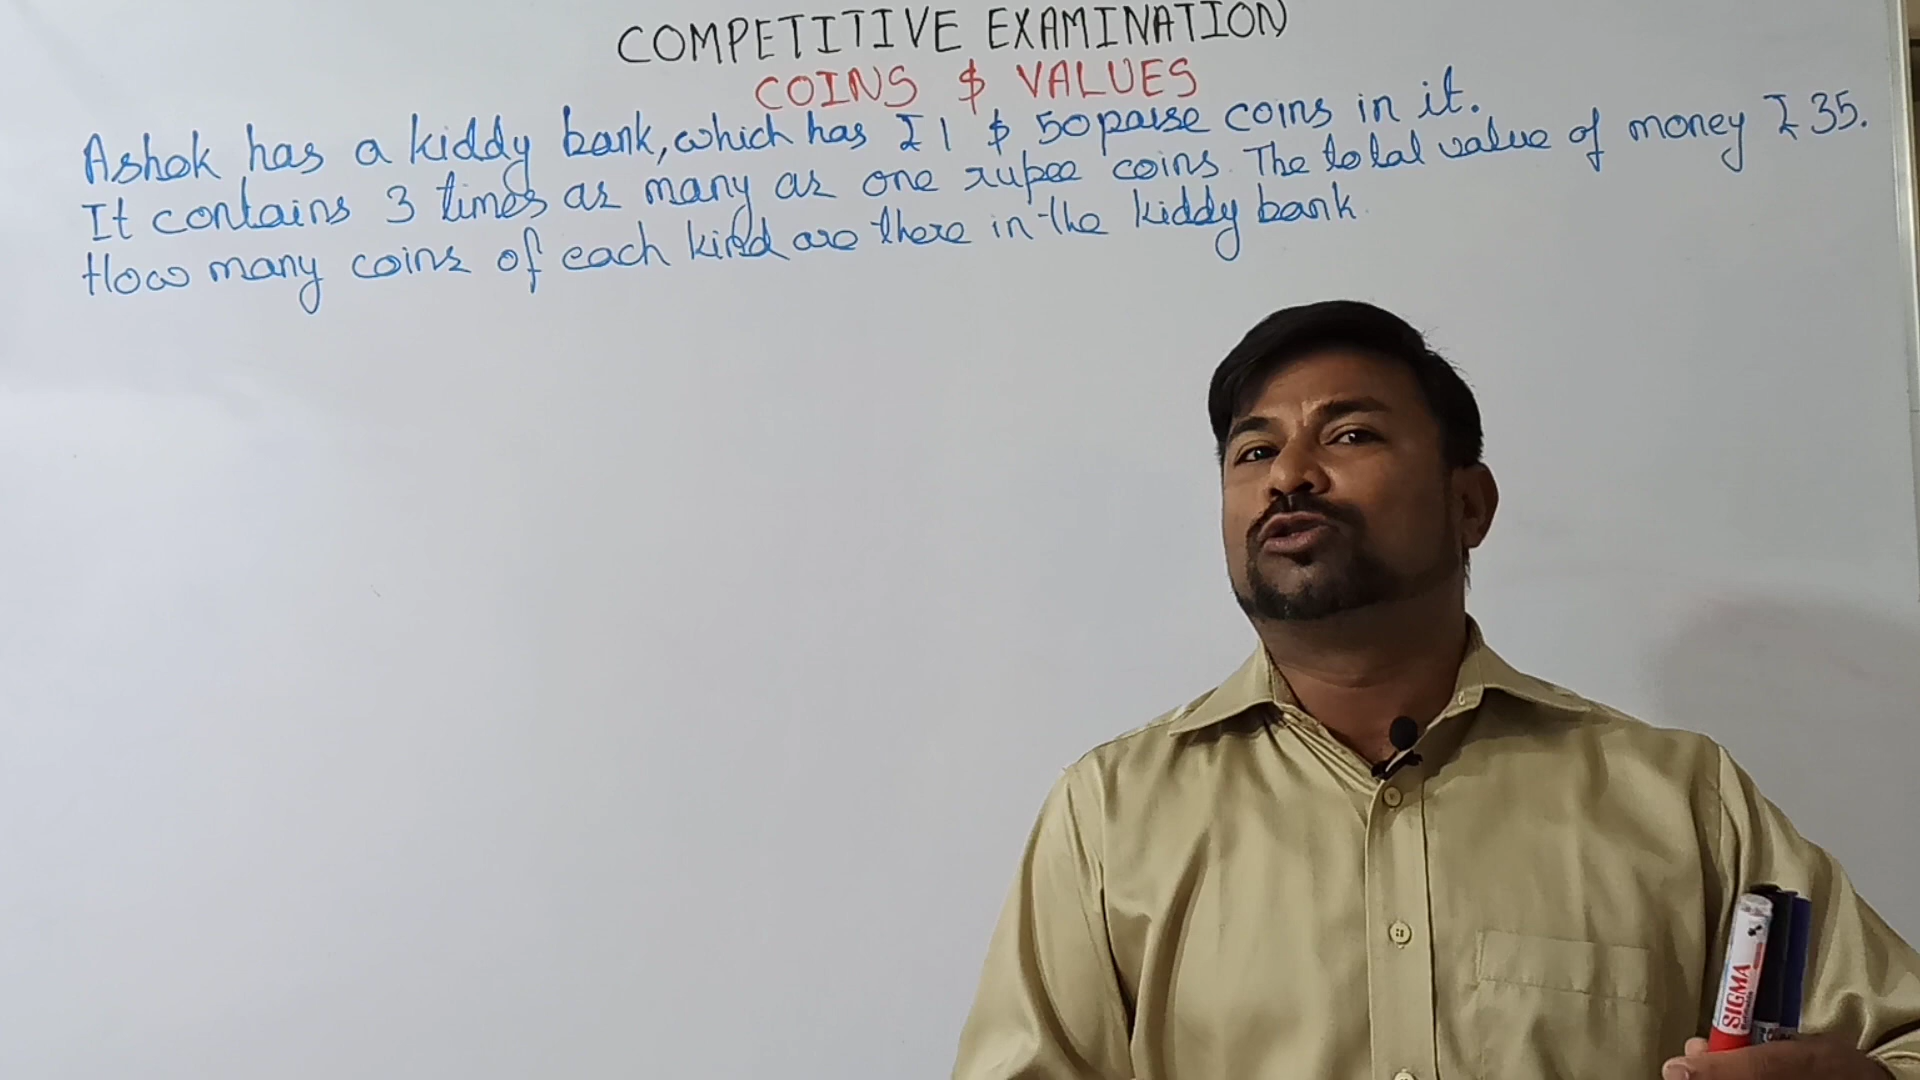 COMPETITIVE EXAMINATION
COINS & VALUES
Ashok has a kiddy bank, which has ₹ 1 & 50 paise coins in it.
It contains 3 times as many as one rupee coins. The total value of money ₹ 35.
How many coins of each kind are there in the kiddy bank.
SIGMA